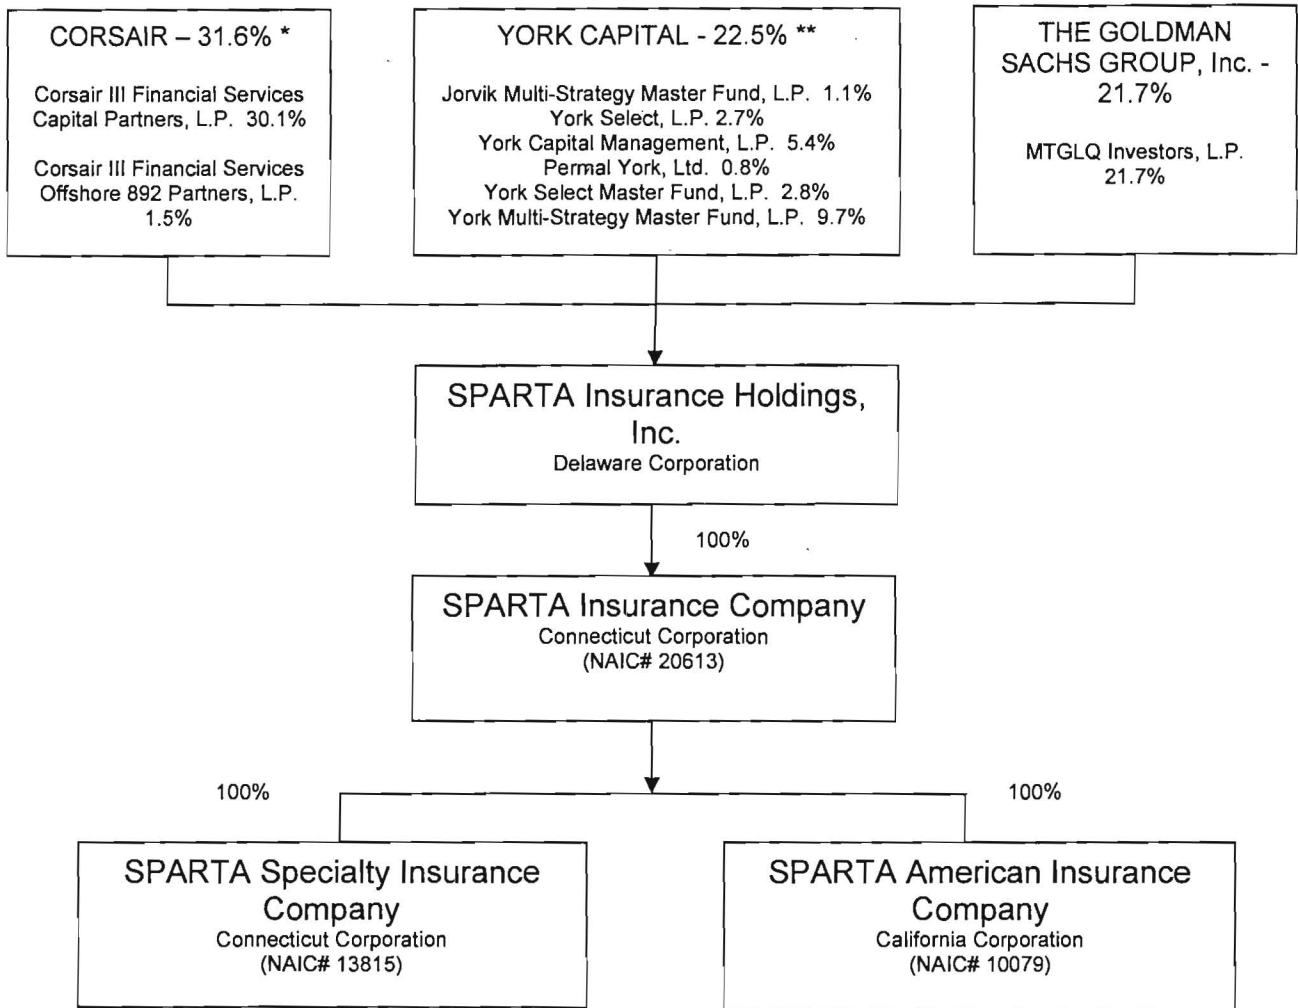 CORSAIR – 31.6% *
Corsair III Financial Services
Capital Partners, L.P. 30.1%
Corsair III Financial Services
Offshore 892 Partners, L.P.
1.5%
YORK CAPITAL - 22.5% **
Jorvik Multi-Strategy Master Fund, L.P. 1.1%
York Select, L.P. 2.7%
York Capital Management, L.P. 5.4%
Permal York, Ltd. 0.8%
York Select Master Fund, L.P. 2.8%
York Multi-Strategy Master Fund, L.P. 9.7%
THE GOLDMAN
SACHS GROUP, Inc. -
21.7%
MTGLQ Investors, L.P.
21.7%
SPARTA Insurance Holdings,
Inc.
Delaware Corporation
100%
SPARTA Insurance Company
Connecticut Corporation
(NAIC# 20613)
100%
100%
SPARTA Specialty Insurance
Company
Connecticut Corporation
(NAIC# 13815)
SPARTA American Insurance
Company
California Corporation
(NAIC# 10079)